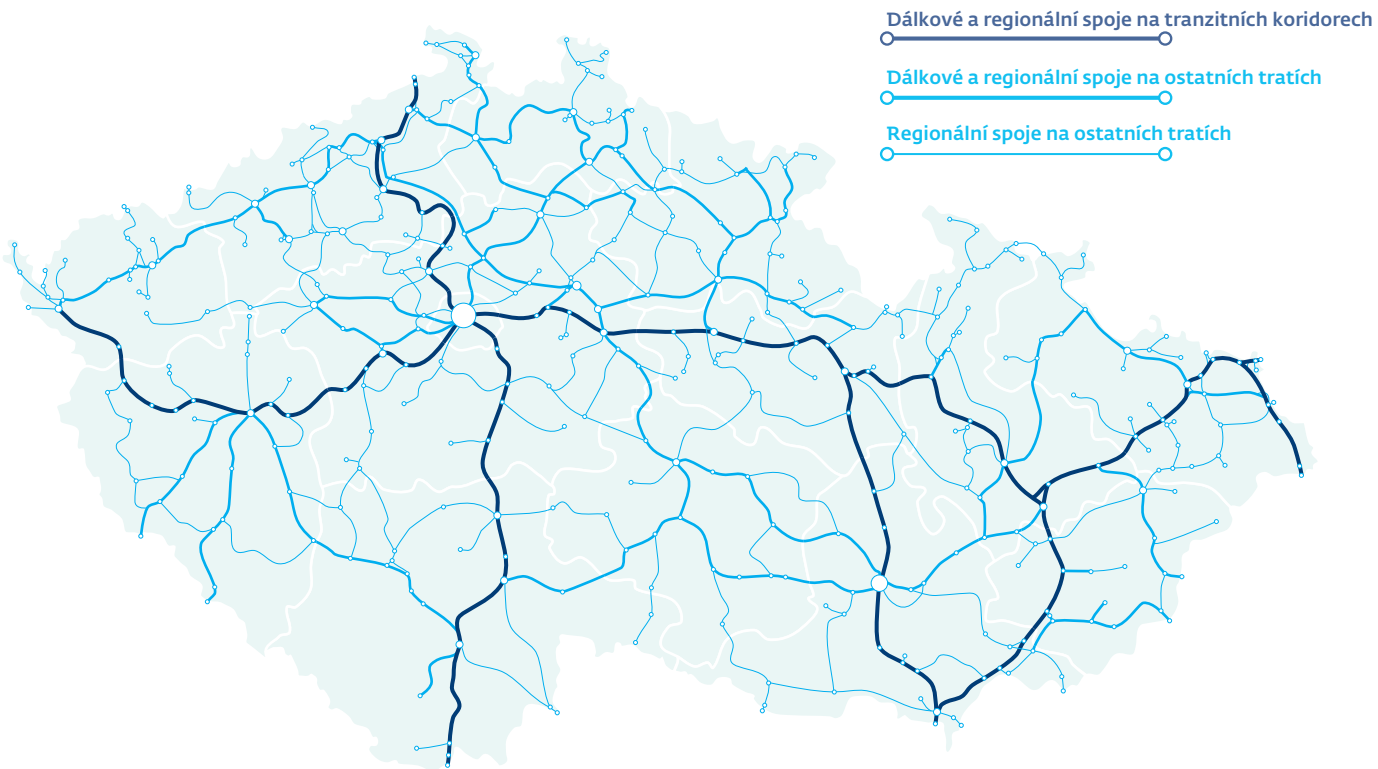 Dálkové a regionální spoje na tranzitních koridorech
Dálkové a regionální spoje na ostatních tratích
Regionální spoje na ostatních tratích